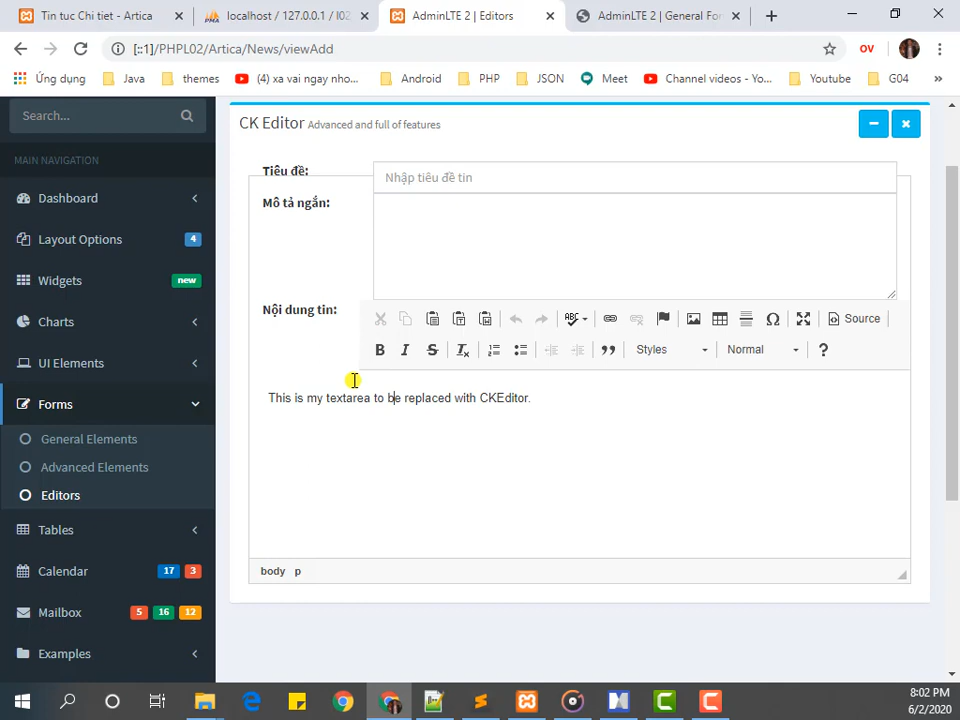 Tin tuc Chi tiet - Artica
localhost / 127.0.0.1 / l02
AdminLTE 2 | Editors
AdminLTE 2 | General For
[::1]/PHPL02/Artica/News/viewAdd
OV
Ứng dụng
Java
themes
(4) xa vai ngay nho...
Android
PHP
JSON
Meet
Channel videos - Yo...
Youtube
G04
»
Search...
CK Editor Advanced and full of features
MAIN NAVIGATION
Dashboard
Layout Options 4
Widgets new
Charts
UI Elements
Forms
General Elements
Advanced Elements
Editors
Tables
Calendar 17 3
Mailbox 5 16 12
Examples
Tiêu đề:
Nhập tiêu đề tin
Mô tả ngắn:
Nội dung tin:
ABC
Source
B I S Ix
Styles
Normal
?
This is my textarea to be replaced with CKEditor.
body p
8:02 PM
6/2/2020